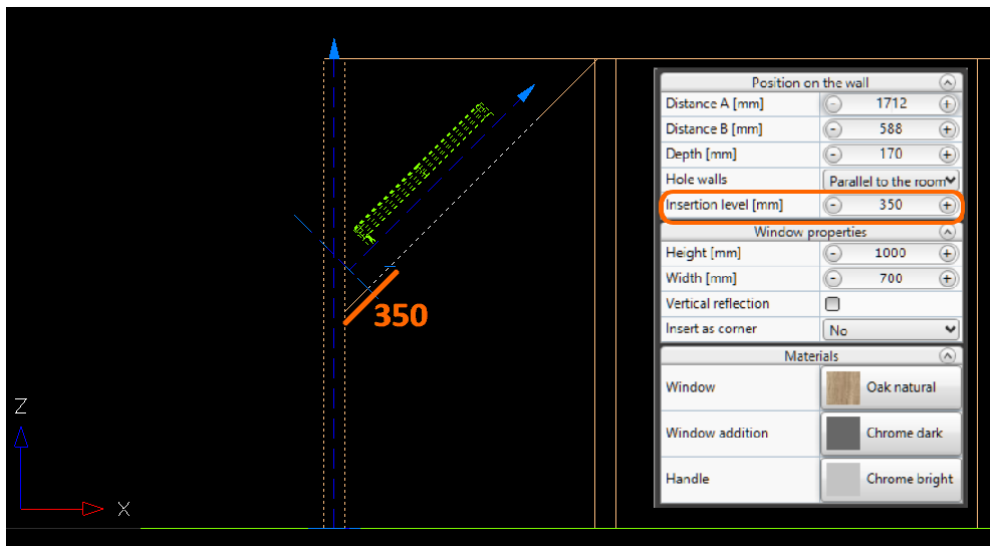 Position on the wall
Distance A [mm] - 1712 +
Distance B [mm] - 588 +
Depth [mm] - 170 +
Hole walls Parallel to the room
Insertion level [mm] - 350 +
Window properties
Height [mm] - 1000 +
Width [mm] - 700 +
Vertical reflection
Insert as corner No
Materials
Window Oak natural
Window addition Chrome dark
Handle Chrome bright
350
Z
X